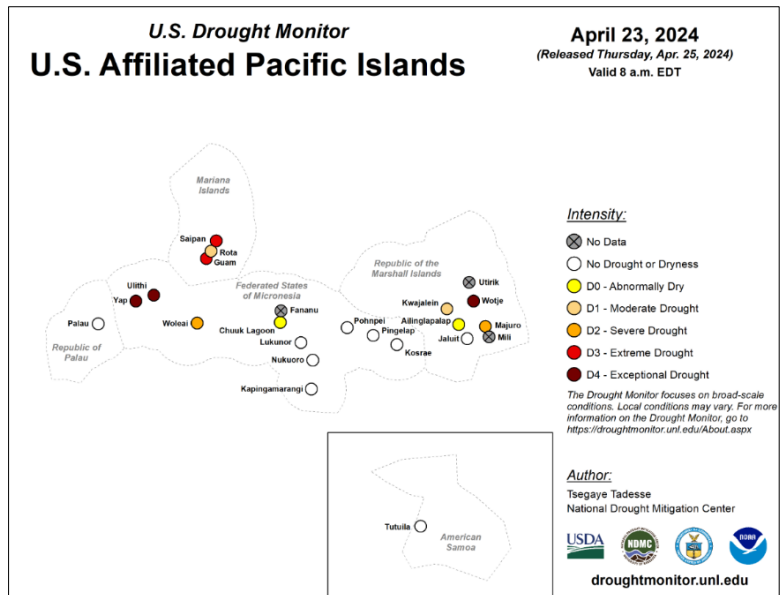 U.S. Drought Monitor
U.S. Affiliated Pacific Islands
April 23, 2024
(Released Thursday, Apr. 25, 2024)
Valid 8 a.m. EDT
Mariana
Islands
Saipan
Rota
Guam
Republic of the
Marshall Islands
Utirik
Ulithi
Yap
Federated States
of Micronesia
Fananu
Kwajalein
Wotje
Palau
Woleai
Chuuk Lagoon
Pohnpei
Ailinglapalap
Majuro
Republic
of Palau
Lukunor
Pingelap
Jaluit
Mili
Nukuoro
Kosrae
Kapingamarangi
Tutuila
American
Samoa
Intensity:
No Data
No Drought or Dryness
D0 - Abnormally Dry
D1 - Moderate Drought
D2 - Severe Drought
D3 - Extreme Drought
D4 - Exceptional Drought
The Drought Monitor focuses on broad-scale
conditions. Local conditions may vary. For more
information on the Drought Monitor, go to
https://droughtmonitor.unl.edu/About.aspx
Author:
Tsegaye Tadesse
National Drought Mitigation Center
USDA
NDMC
NOAA
droughtmonitor.unl.edu